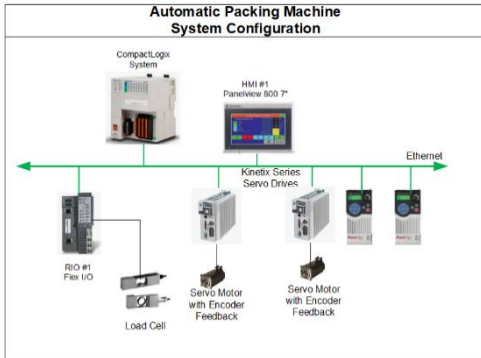 Automatic Packing Machine
System Configuration
CompactLogix
System
HMI #1
Panelview 800 7"
Ethernet
Kinetix Series
Servo Drives
RIO #1
Flex I/O
Load Cell
Servo Motor
with Encoder
Feedback
Servo Motor
with Encoder
Feedback